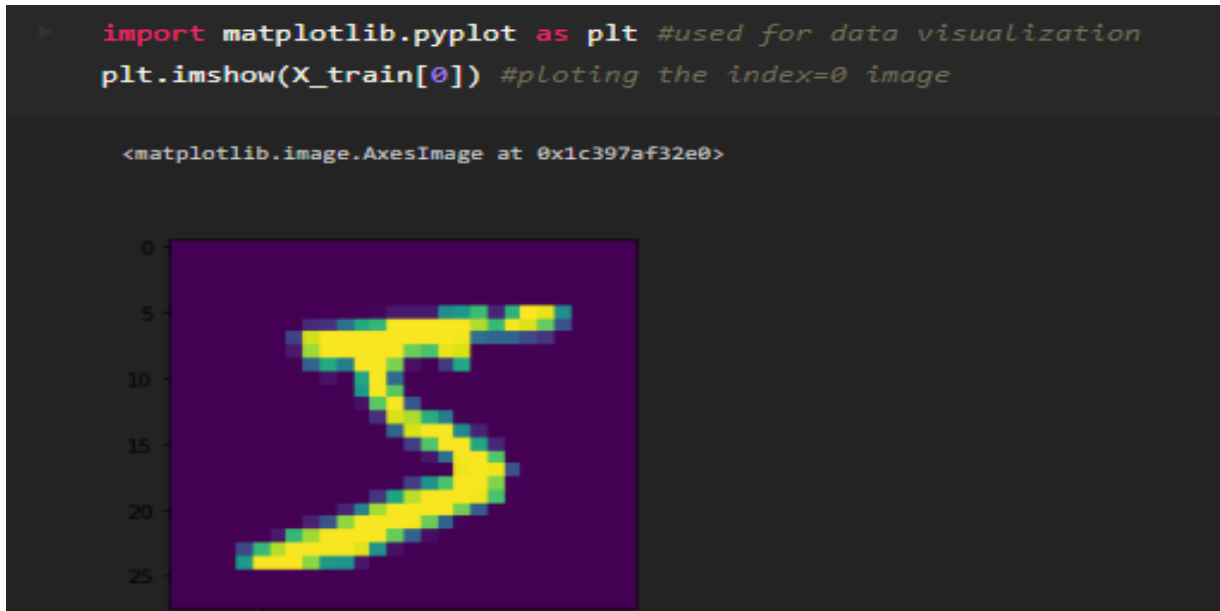 import matplotlib.pyplot as plt #used for data visualization
plt.imshow(X_train[0]) #ploting the index=0 image
<matplotlib.image.AxesImage at 0x1c397af32e0>
0
5
10
15
20
25
5